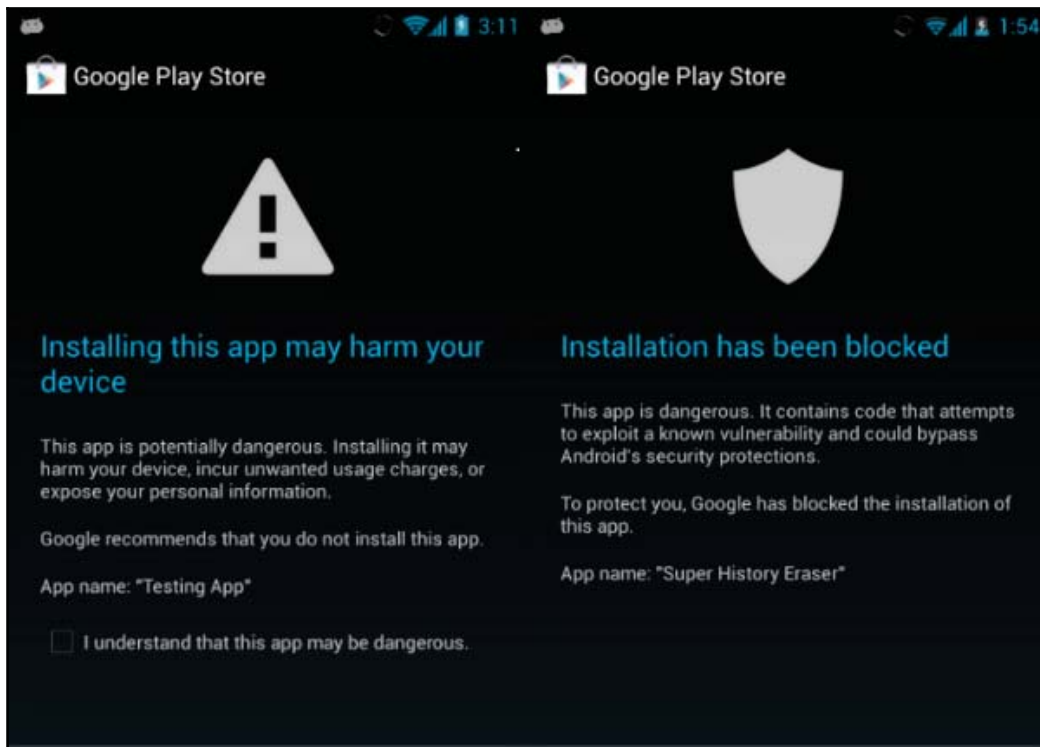 3:11
Google Play Store
Installing this app may harm your
device
This app is potentially dangerous. Installing it may
harm your device, incur unwanted usage charges, or
expose your personal information.
Google recommends that you do not install this app.
App name: "Testing App"
I understand that this app may be dangerous.
1:54
Google Play Store
Installation has been blocked
This app is dangerous. It contains code that attempts
to exploit a known vulnerability and could bypass
Android's security protections.
To protect you, Google has blocked the installation of
this app.
App name: "Super History Eraser"